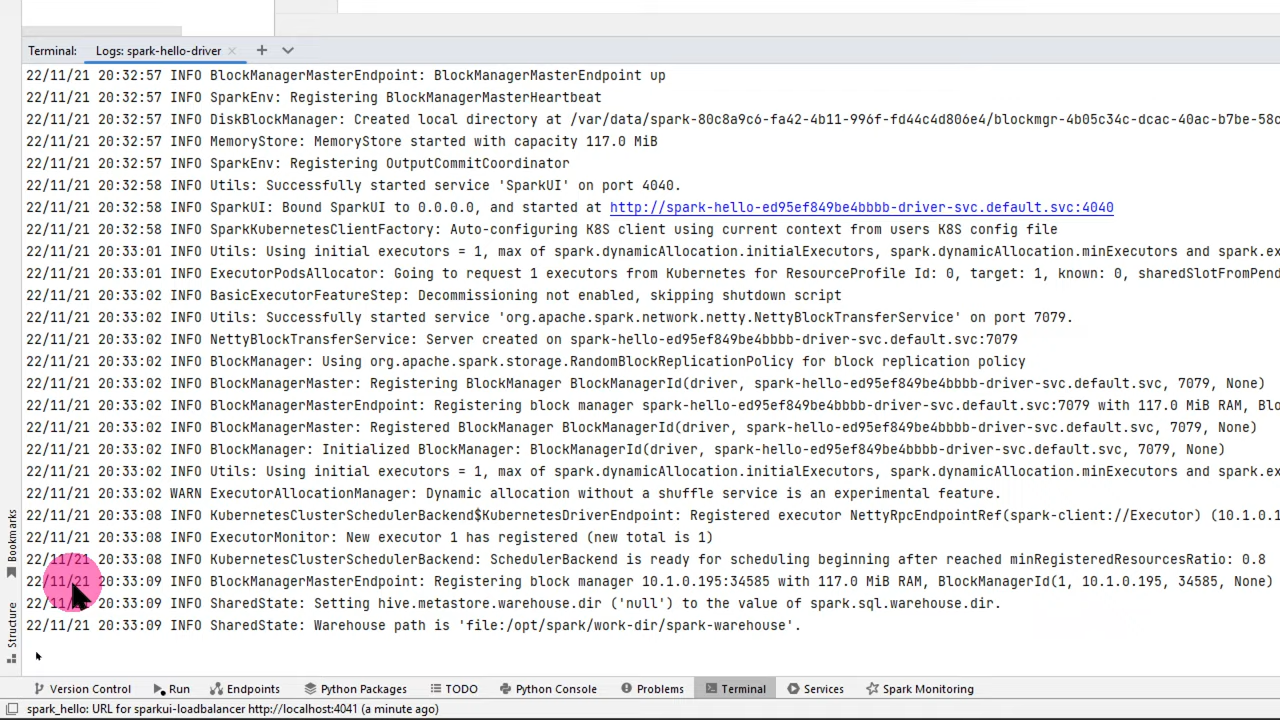 Terminal: Logs: spark-hello-driver
22/11/21 20:32:57 INFO BlockManagerMasterEndpoint: BlockManagerMasterEndpoint up
22/11/21 20:32:57 INFO SparkEnv: Registering BlockManagerMasterHeartbeat
22/11/21 20:32:57 INFO DiskBlockManager: Created local directory at /var/data/spark-80c8a9c6-fa42-4b11-996f-fd44c4d806e4/blockmgr-4b05c34c-dcac-40ac-b7be-58c
22/11/21 20:32:57 INFO MemoryStore: MemoryStore started with capacity 117.0 MiB
22/11/21 20:32:57 INFO SparkEnv: Registering OutputCommitCoordinator
22/11/21 20:32:58 INFO Utils: Successfully started service 'SparkUI' on port 4040.
22/11/21 20:32:58 INFO SparkUI: Bound SparkUI to 0.0.0.0, and started at http://spark-hello-ed95ef849be4bbbb-driver-svc.default.svc:4040
22/11/21 20:32:58 INFO SparkKubernetesClientFactory: Auto-configuring K8S client using current context from users K8S config file
22/11/21 20:33:01 INFO Utils: Using initial executors = 1, max of spark.dynamicAllocation.initialExecutors, spark.dynamicAllocation.minExecutors and spark.ex
22/11/21 20:33:01 INFO ExecutorPodsAllocator: Going to request 1 executors from Kubernetes for ResourceProfile Id: 0, target: 1, known: 0, sharedSlotFromPend
22/11/21 20:33:02 INFO BasicExecutorFeatureStep: Decommissioning not enabled, skipping shutdown script
22/11/21 20:33:02 INFO Utils: Successfully started service 'org.apache.spark.network.netty.NettyBlockTransferService' on port 7079.
22/11/21 20:33:02 INFO NettyBlockTransferService: Server created on spark-hello-ed95ef849be4bbbb-driver-svc.default.svc:7079
22/11/21 20:33:02 INFO BlockManager: Using org.apache.spark.storage.RandomBlockReplicationPolicy for block replication policy
22/11/21 20:33:02 INFO BlockManagerMaster: Registering BlockManager BlockManagerId(driver, spark-hello-ed95ef849be4bbbb-driver-svc.default.svc, 7079, None)
22/11/21 20:33:02 INFO BlockManagerMasterEndpoint: Registering block manager spark-hello-ed95ef849be4bbbb-driver-svc.default.svc:7079 with 117.0 MiB RAM, Blo
22/11/21 20:33:02 INFO BlockManagerMaster: Registered BlockManager BlockManagerId(driver, spark-hello-ed95ef849be4bbbb-driver-svc.default.svc, 7079, None)
22/11/21 20:33:02 INFO BlockManager: Initialized BlockManager: BlockManagerId(driver, spark-hello-ed95ef849be4bbbb-driver-svc.default.svc, 7079, None)
22/11/21 20:33:02 INFO Utils: Using initial executors = 1, max of spark.dynamicAllocation.initialExecutors, spark.dynamicAllocation.minExecutors and spark.ex
22/11/21 20:33:02 WARN ExecutorAllocationManager: Dynamic allocation without a shuffle service is an experimental feature.
22/11/21 20:33:08 INFO KubernetesClusterSchedulerBackend$KubernetesDriverEndpoint: Registered executor NettyRpcEndpointRef(spark-client://Executor) (10.1.0.1
22/11/21 20:33:08 INFO ExecutorMonitor: New executor 1 has registered (new total is 1)
22/11/21 20:33:08 INFO KubernetesClusterSchedulerBackend: SchedulerBackend is ready for scheduling beginning after reached minRegisteredResourcesRatio: 0.8
22/11/21 20:33:09 INFO BlockManagerMasterEndpoint: Registering block manager 10.1.0.195:34585 with 117.0 MiB RAM, BlockManagerId(1, 10.1.0.195, 34585, None)
22/11/21 20:33:09 INFO SharedState: Setting hive.metastore.warehouse.dir ('null') to the value of spark.sql.warehouse.dir.
22/11/21 20:33:09 INFO SharedState: Warehouse path is 'file:/opt/spark/work-dir/spark-warehouse'.
Bookmarks
Structure
Version Control Run Endpoints Python Packages TODO Python Console Problems Terminal Services Spark Monitoring
spark_hello: URL for sparkui-loadbalancer http://localhost:4041 (a minute ago)